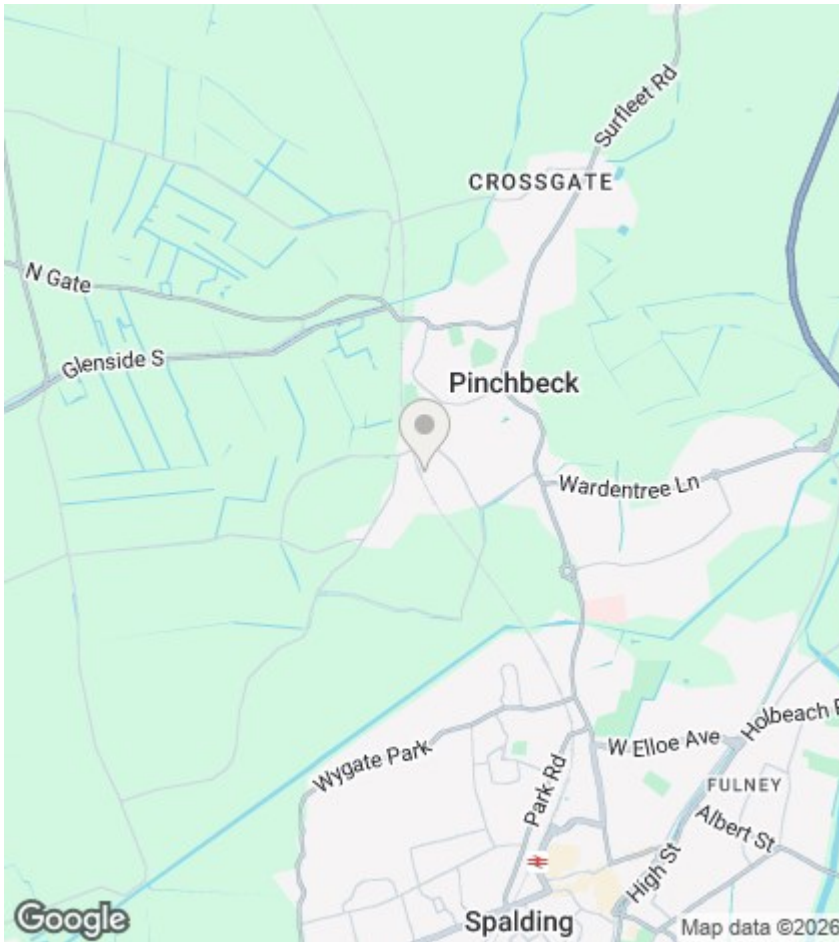 Surfleet Rd
CROSSGATE
N Gate
Glenside S
Pinchbeck
Wardentree Ln
Wygate Park
Park Rd
W Elloe Ave
Holbeach
FULNEY
Albert St
High St
Spalding
Google
Map data ©202